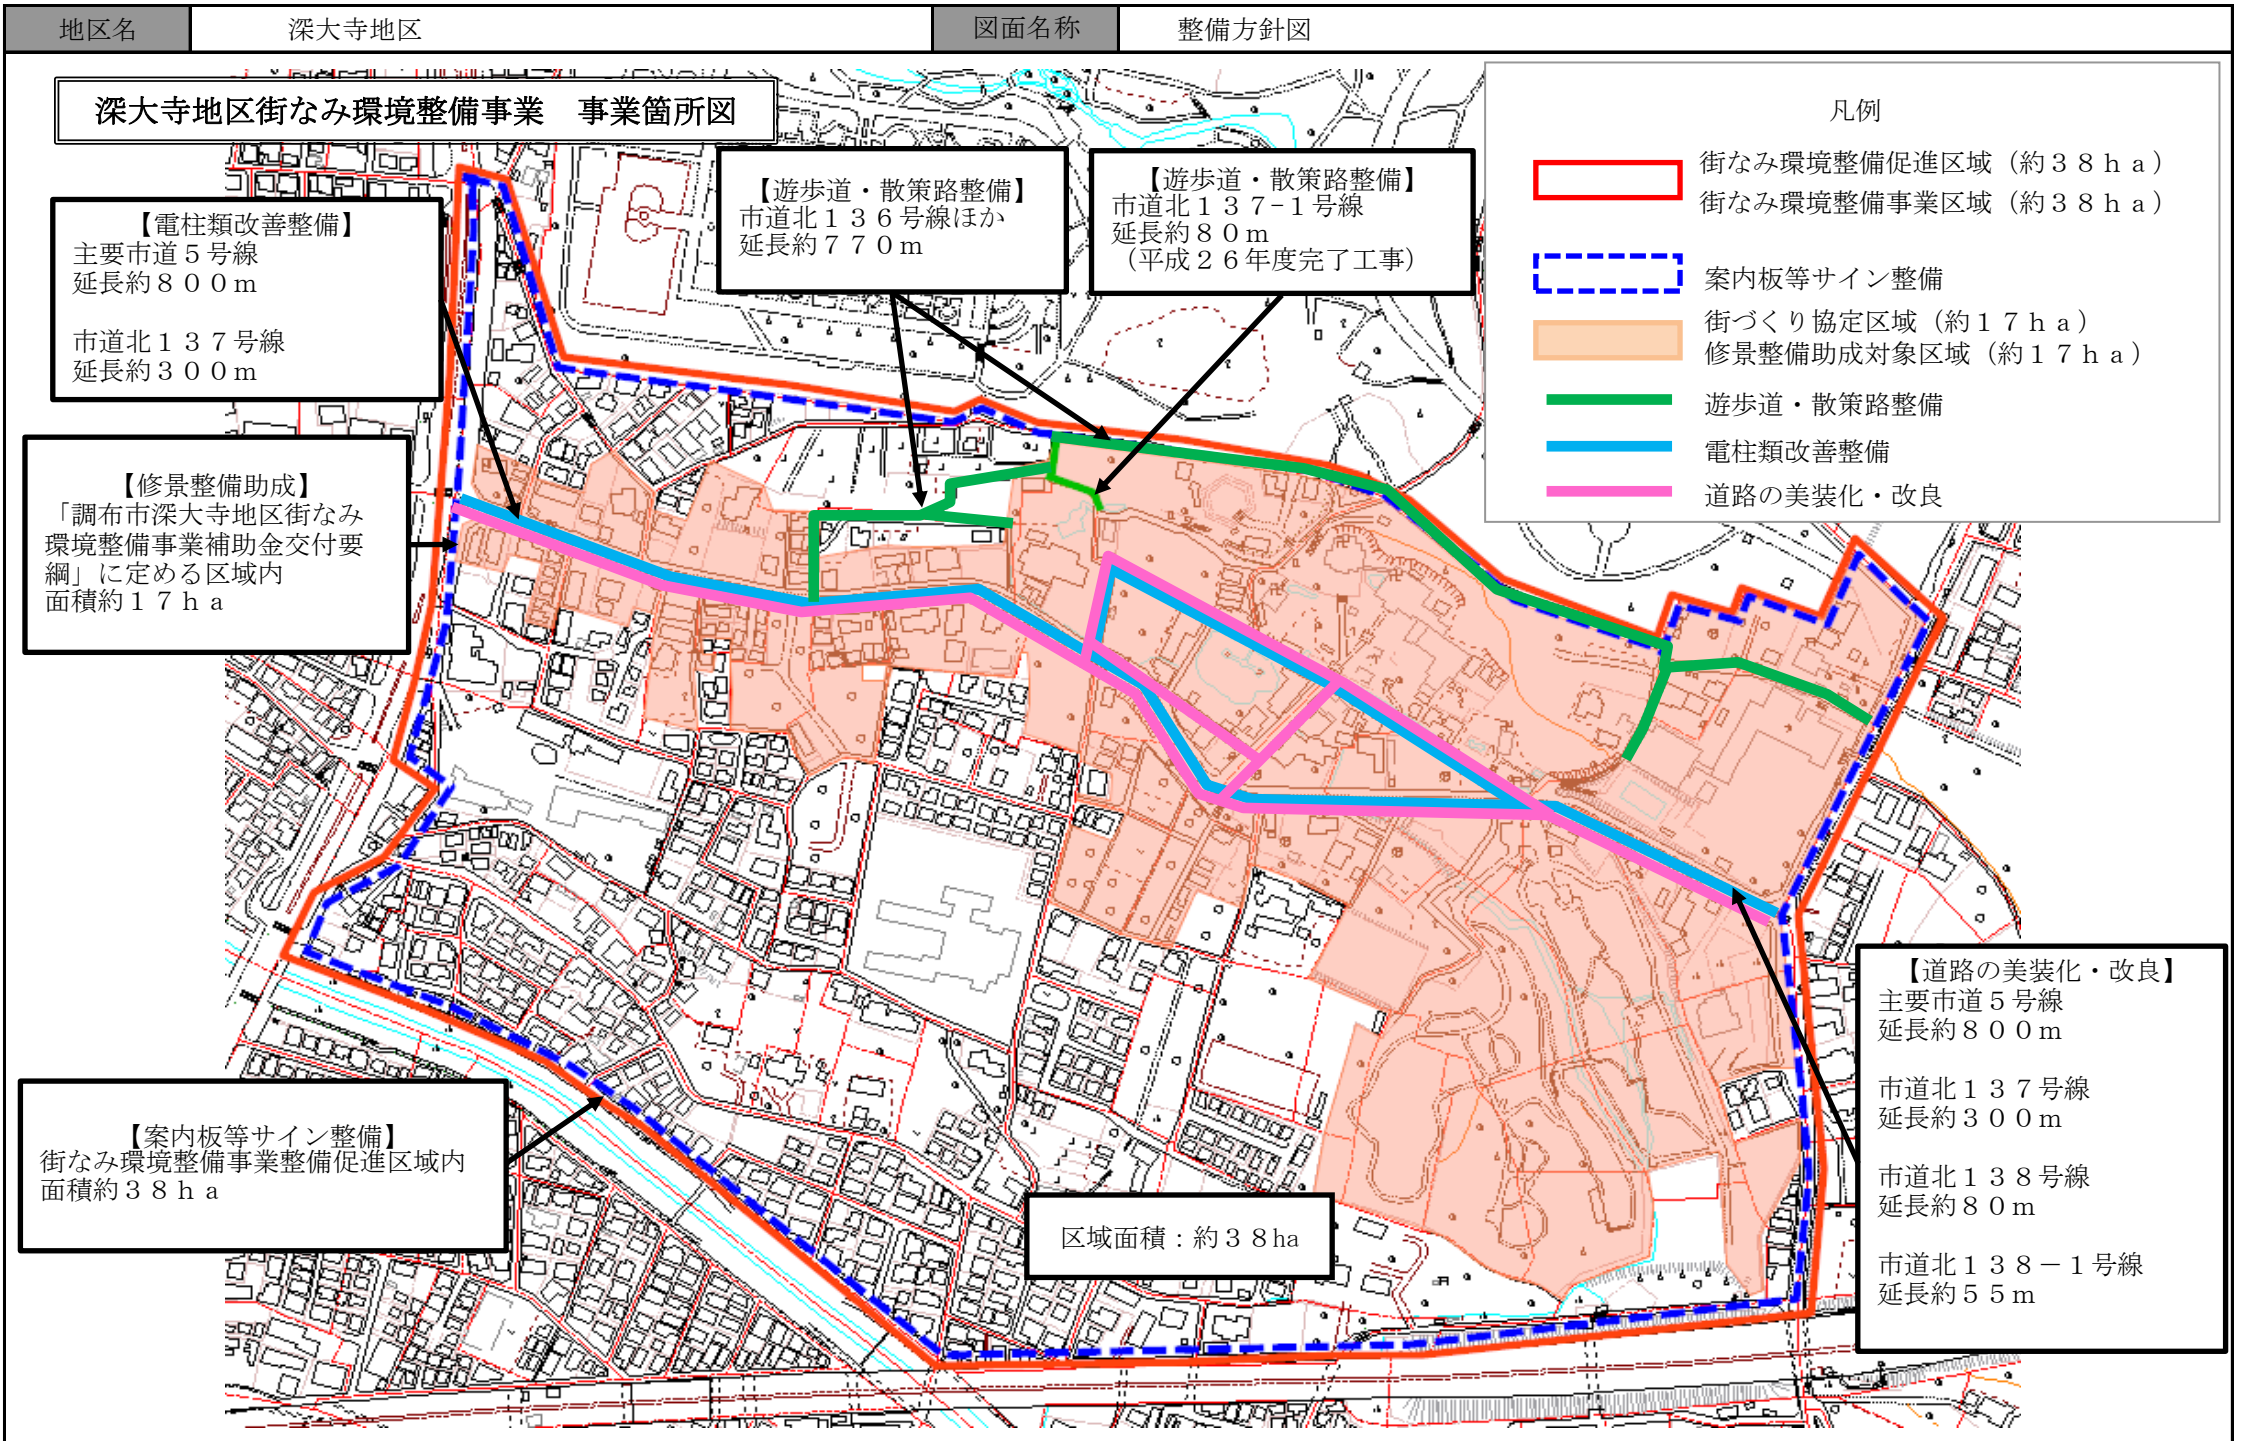 地区名
深大寺地区
図面名称
整備方針図
深大寺地区街なみ環境整備事業　事業箇所図
【電柱類改善整備】
主要市道５号線
延長約８００ｍ
市道北１３７号線
延長約３００ｍ
【遊歩道・散策路整備】
市道北１３６号線ほか
延長約７７０ｍ
【遊歩道・散策路整備】
市道北１３７−１号線
延長約８０ｍ
（平成２６年度完了工事）
凡例
街なみ環境整備促進区域（約３８ｈａ）
街なみ環境整備事業区域（約３８ｈａ）
案内板等サイン整備
街づくり協定区域（約１７ｈａ）
修景整備助成対象区域（約１７ｈａ）
遊歩道・散策路整備
電柱類改善整備
道路の美装化・改良
【修景整備助成】
「調布市深大寺地区街なみ
環境整備事業補助金交付要
綱」に定める区域内
面積約１７ｈａ
【案内板等サイン整備】
街なみ環境整備事業整備促進区域内
面積約３８ｈａ
区域面積：約３８ha
【道路の美装化・改良】
主要市道５号線
延長約８００ｍ
市道北１３７号線
延長約３００ｍ
市道北１３８号線
延長約８０ｍ
市道北１３８－１号線
延長約５５ｍ